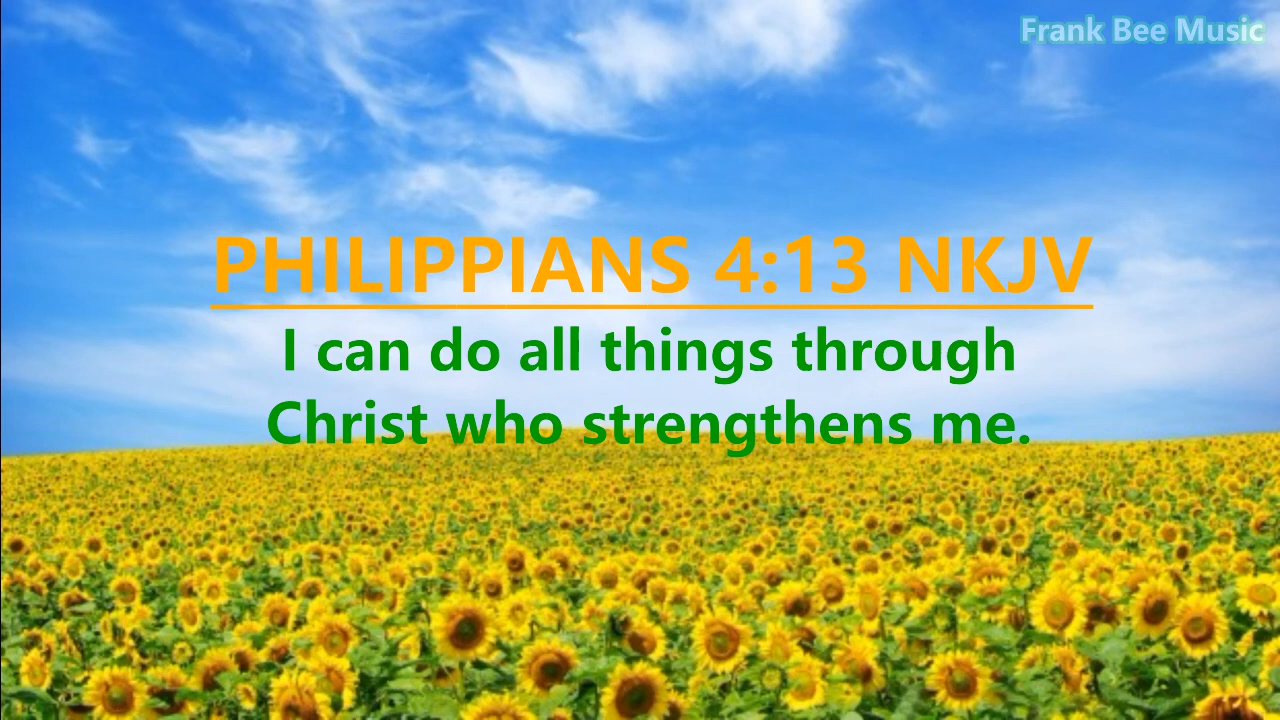 Frank Bee Music
PHILIPPIANS 4:13 NKJV
I can do all things through
Christ who strengthens me.